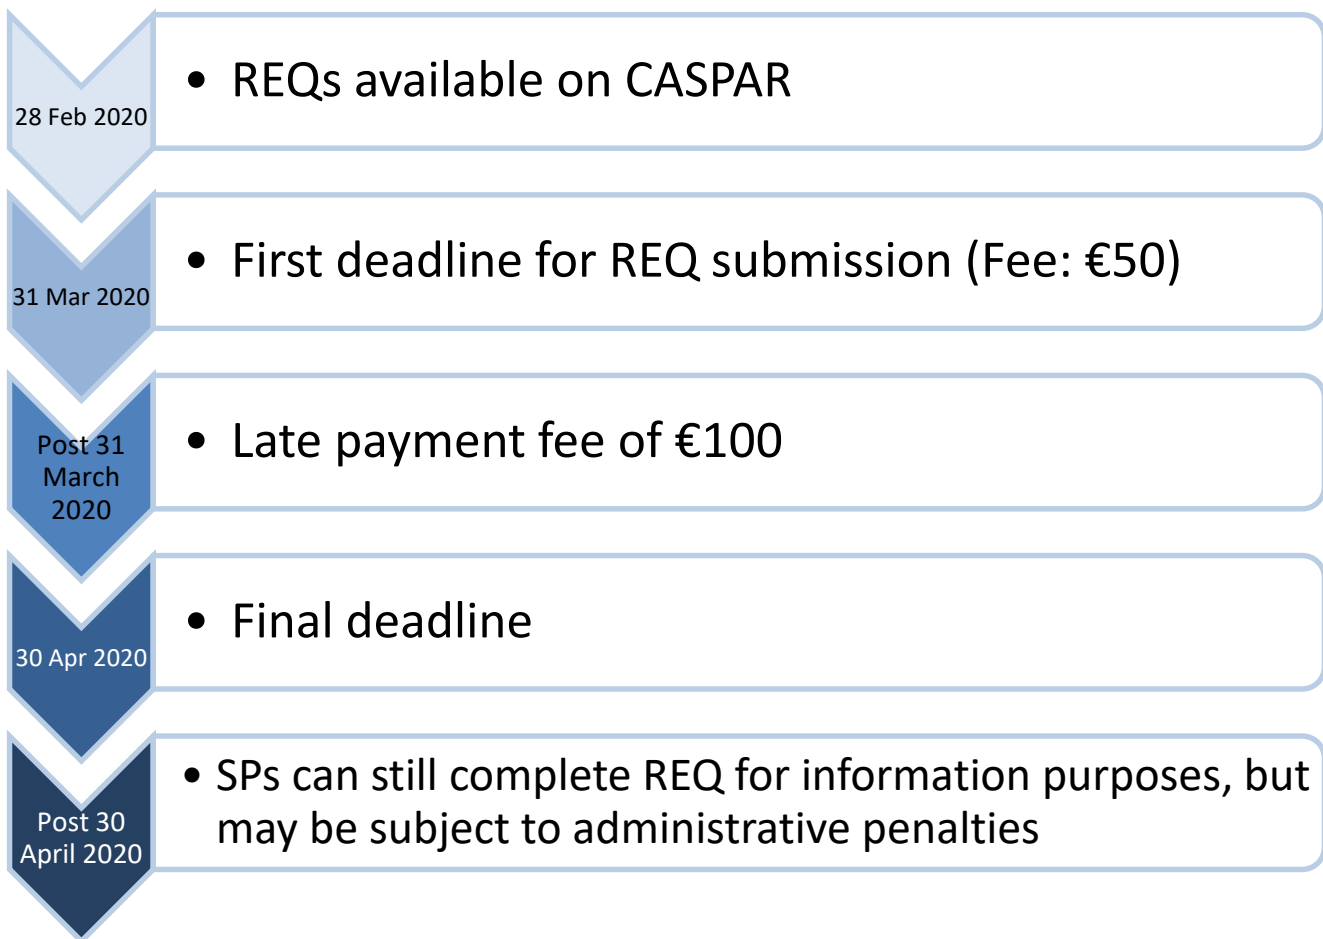 28 Feb 2020
• REQs available on CASPAR
31 Mar 2020
• First deadline for REQ submission (Fee: €50)
Post 31
March
2020
• Late payment fee of €100
30 Apr 2020
• Final deadline
Post 30
April 2020
• SPs can still complete REQ for information purposes, but
may be subject to administrative penalties